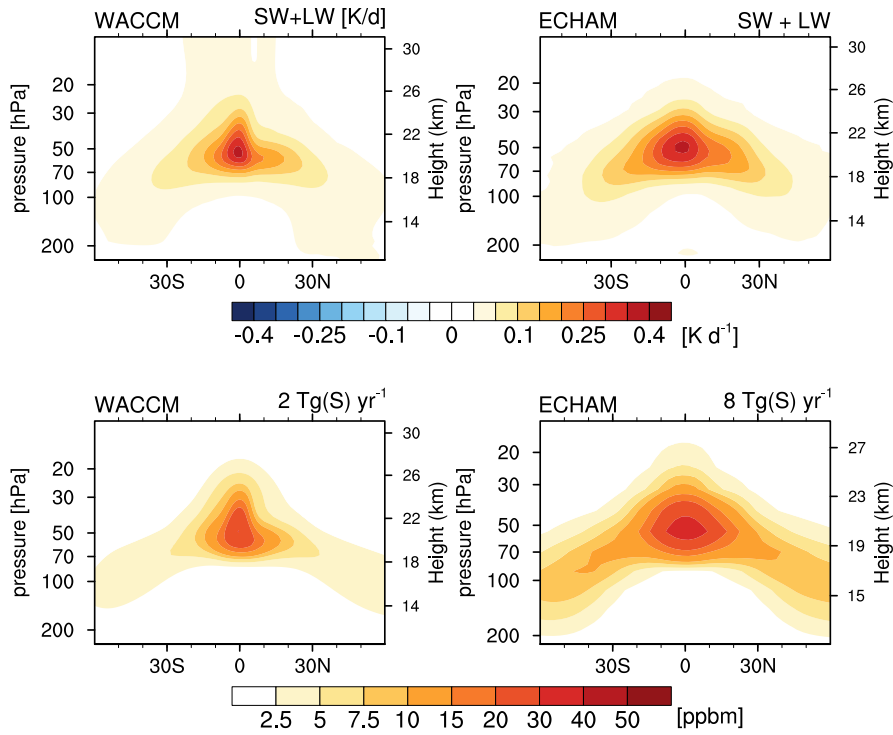 WACCM SW+LW [K/d]
ECHAM SW + LW
pressure [hPa]
20
30
50
70
100
200
30
26
22
18
14
Height (km)
30S 0 30N
pressure [hPa]
20
30
50
70
100
200
30
26
22
18
14
Height (km)
30S 0 30N
-0.4 -0.25 -0.1 0 0.1 0.25 0.4 [K d⁻¹]
WACCM 2 Tg(S) yr⁻¹
ECHAM 8 Tg(S) yr⁻¹
pressure [hPa]
20
30
50
70
100
200
30
26
22
18
14
Height (km)
30S 0 30N
pressure [hPa]
20
30
50
70
100
200
27
23
19
15
Height (km)
30S 0 30N
2.5 5 7.5 10 15 20 30 40 50 [ppbm]